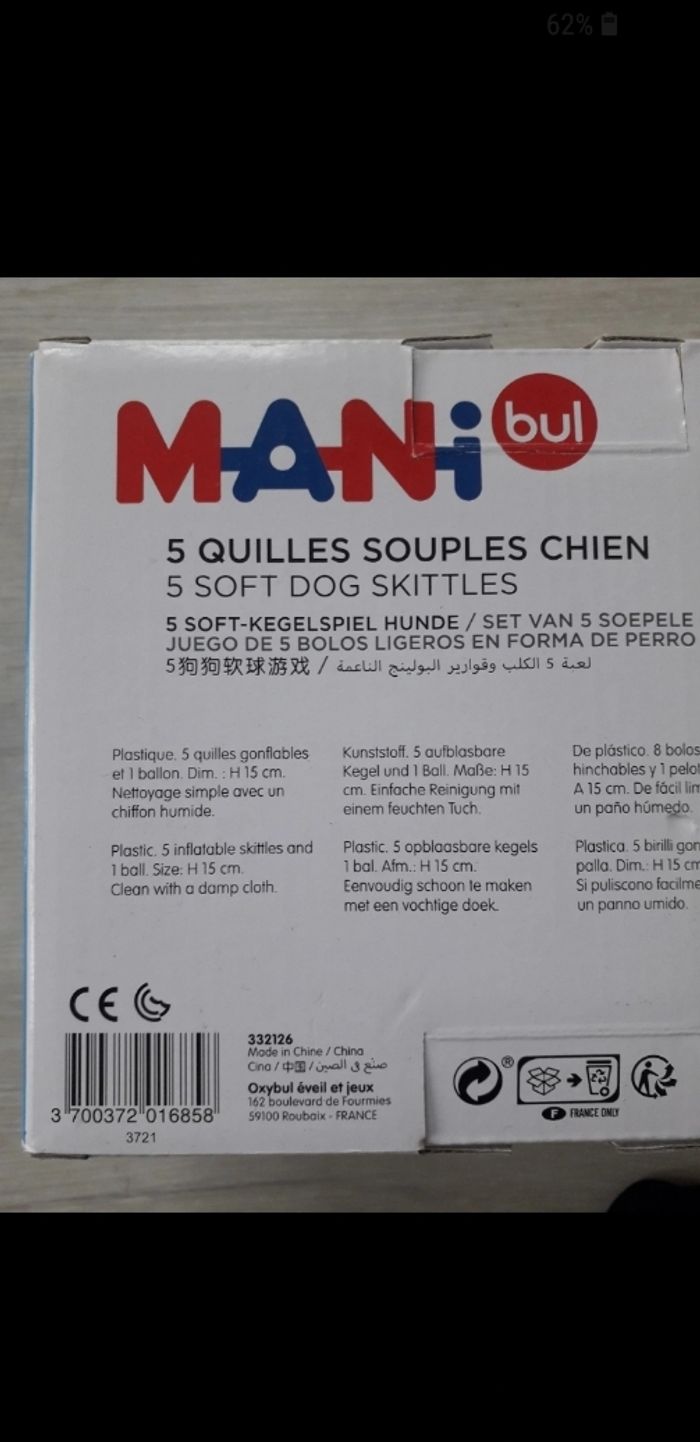 62%
MANi bul
5 QUILLES SOUPLES CHIEN
5 SOFT DOG SKITTLES
5 SOFT-KEGELSPIEL HUNDE / SET VAN 5 SOEPELE
JUEGO DE 5 BOLOS LIGEROS EN FORMA DE PERRO
5狗狗软球游戏 / لعبة 5 الكلب وقوارير البولينج الناعمة
Plastique. 5 quilles gonflables
et 1 ballon. Dim. : H 15 cm.
Nettoyage simple avec un
chiffon humide.
Plastic. 5 inflatable skittles and
1 ball. Size: H 15 cm.
Clean with a damp cloth.
Kunststoff. 5 aufblasbare
Kegel und 1 Ball. Maße: H 15
cm. Einfache Reinigung mit
einem feuchten Tuch.
Plastic. 5 opblaasbare kegels
1 bal. Afm.: H 15 cm.
Eenvoudig schoon te maken
met een vochtige doek.
De plástico. 8 bolos
hinchables y 1 pelot
A 15 cm. De fácil lim
un paño húmedo.
Plastica. 5 birilli gon
palla. Dim.: H 15 cm
Si puliscono facilme
un panno umido.
CE
3 700372 016858
3721
332126
Made in Chine / China
Cina / 中国 / صنع في الصين
Oxybul éveil et jeux
162 boulevard de Fourmies
59100 Roubaix - FRANCE
®
F FRANCE ONLY